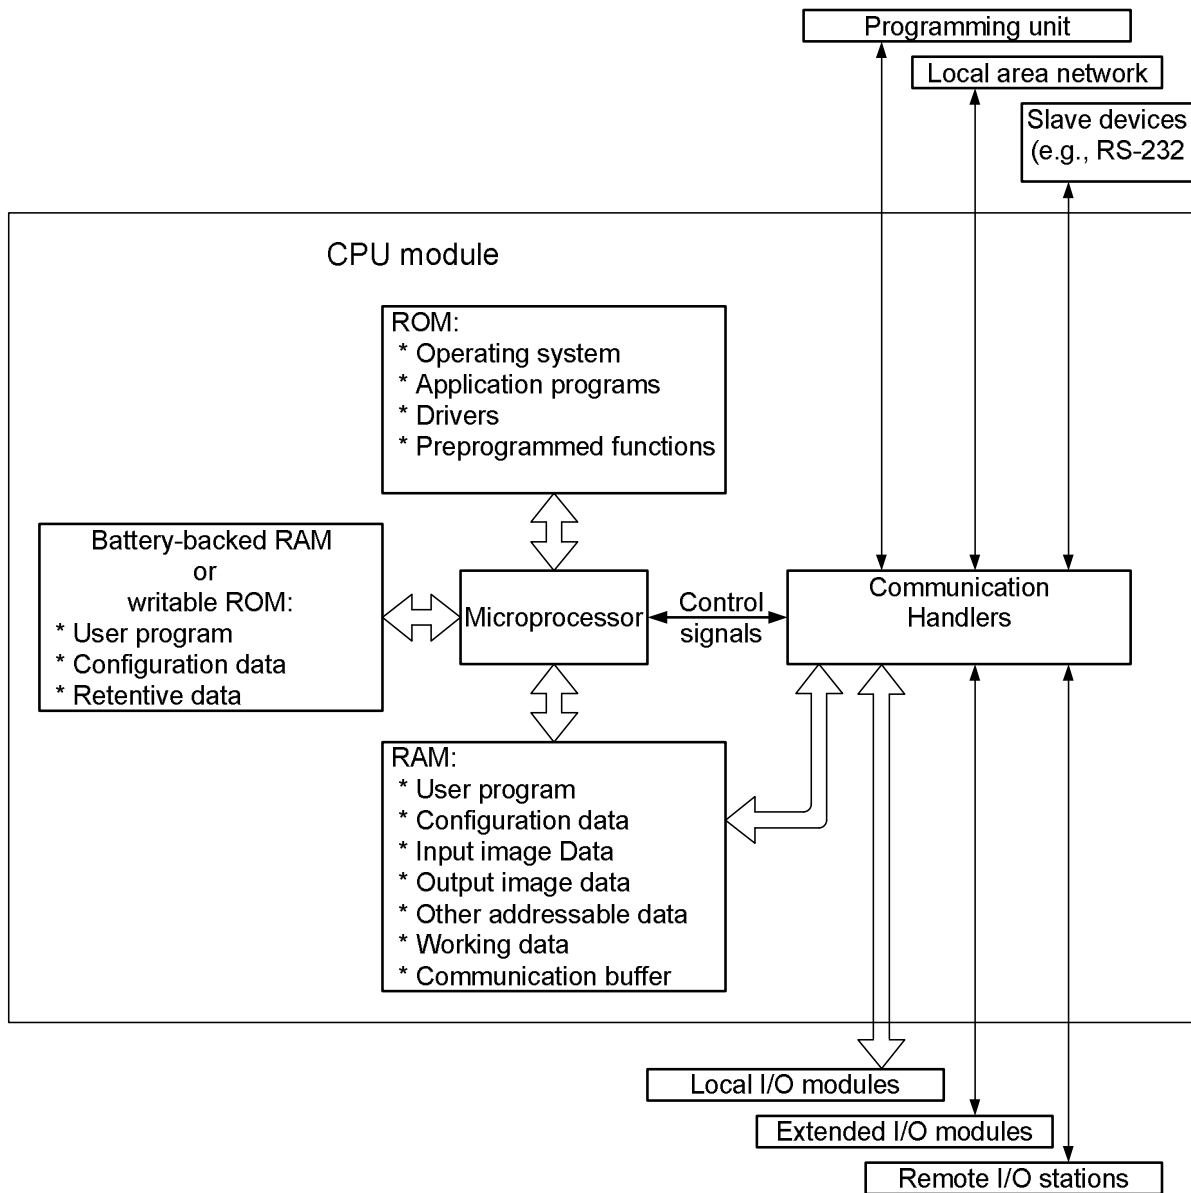 Programming unit
Local area network
Slave devices
(e.g., RS-232
CPU module
ROM:
* Operating system
* Application programs
* Drivers
* Preprogrammed functions
Battery-backed RAM
or
writable ROM:
* User program
* Configuration data
* Retentive data
Microprocessor
Control
signals
Communication
Handlers
RAM:
* User program
* Configuration data
* Input image Data
* Output image data
* Other addressable data
* Working data
* Communication buffer
Local I/O modules
Extended I/O modules
Remote I/O stations